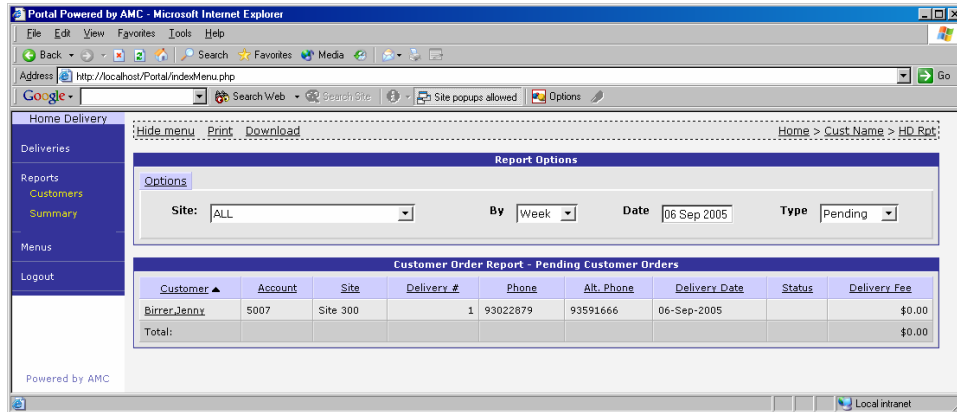 Portal Powered by AMC - Microsoft Internet Explorer
File Edit View Favorites Tools Help
Back Search Favorites Media
Address http://localhost/Portal/indexMenu.php Go
Google Search Web Search Site Site popups allowed Options
Home Delivery
Hide menu Print Download Home > Cust Name > HD Rpt
Deliveries
Report Options
Reports
Options
Customers
Site: ALL By Week Date 06 Sep 2005 Type Pending
Summary
Menus
Customer Order Report - Pending Customer Orders
Logout
Customer Account Site Delivery # Phone Alt. Phone Delivery Date Status Delivery Fee
Birrer,Jenny 5007 Site 300 1 93022879 93591666 06-Sep-2005 $0.00
Total: $0.00
Powered by AMC
Local intranet